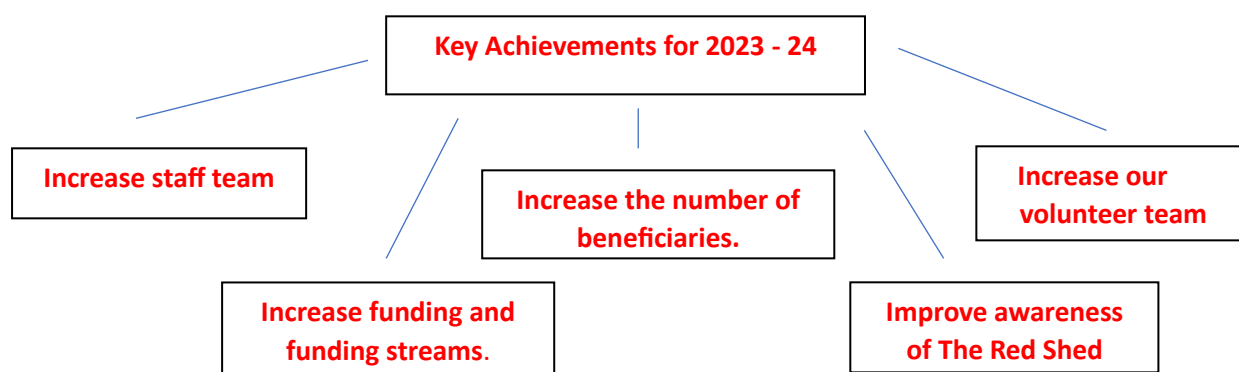 Key Achievements for 2023 - 24
Increase staff team
Increase the number of
beneficiaries.
Increase our
volunteer team
Increase funding and
funding streams.
Improve awareness
of The Red Shed